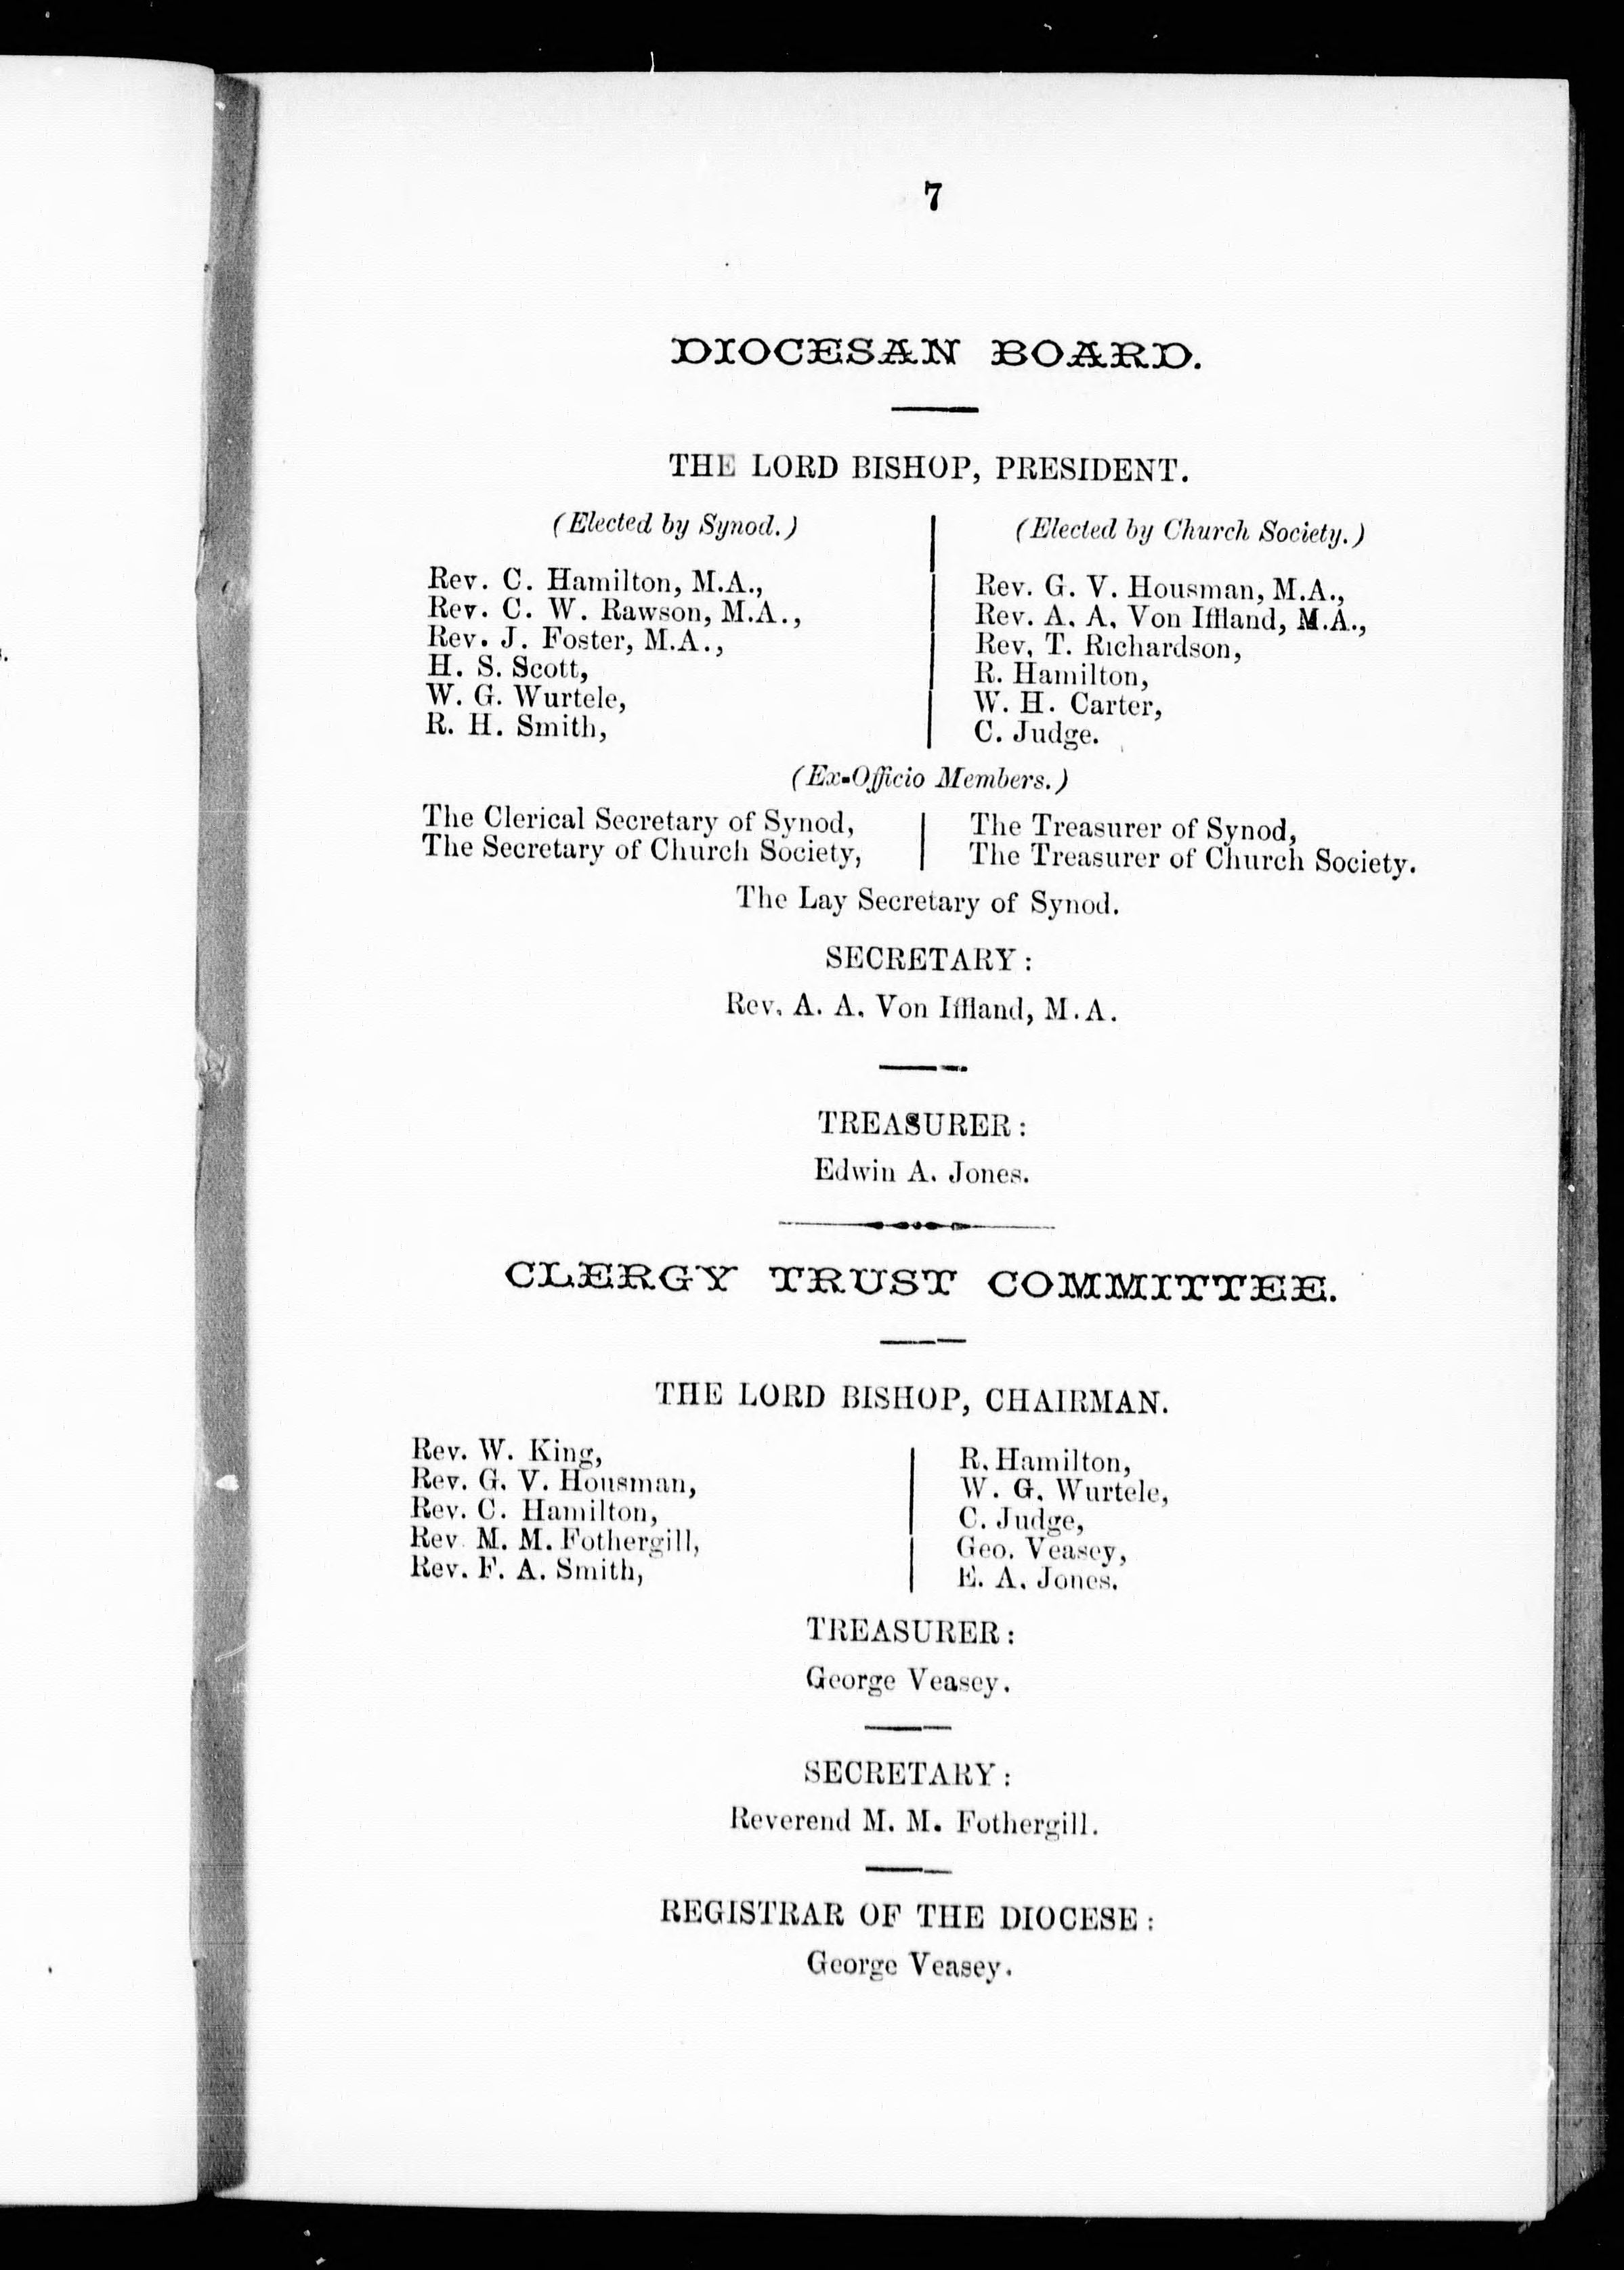 7
DIOCESAN BOARD.
THE LORD BISHOP, PRESIDENT.
(Elected by Synod.)
Rev. C. Hamilton, M.A.,
Rev. C. W. Rawson, M.A.,
Rev. J. Foster, M.A.,
H. S. Scott,
W. G. Wurtele,
R. H. Smith,
(Elected by Church Society.)
Rev. G. V. Housman, M.A.,
Rev. A. A. Von Iffland, M.A.,
Rev. T. Richardson,
R. Hamilton,
W. H. Carter,
C. Judge.
(Ex-Officio Members.)
The Clerical Secretary of Synod,
The Secretary of Church Society,
The Treasurer of Synod,
The Treasurer of Church Society.
The Lay Secretary of Synod.
SECRETARY:
Rev. A. A. Von Iffland, M.A.
TREASURER:
Edwin A. Jones.
CLERGY TRUST COMMITTEE.
THE LORD BISHOP, CHAIRMAN.
Rev. W. King,
Rev. G. V. Housman,
Rev. C. Hamilton,
Rev. M. M. Fothergill,
Rev. F. A. Smith,
R. Hamilton,
W. G. Wurtele,
C. Judge,
Geo. Veasey,
E. A. Jones.
TREASURER:
George Veasey.
SECRETARY:
Reverend M. M. Fothergill.
REGISTRAR OF THE DIOCESE:
George Veasey.